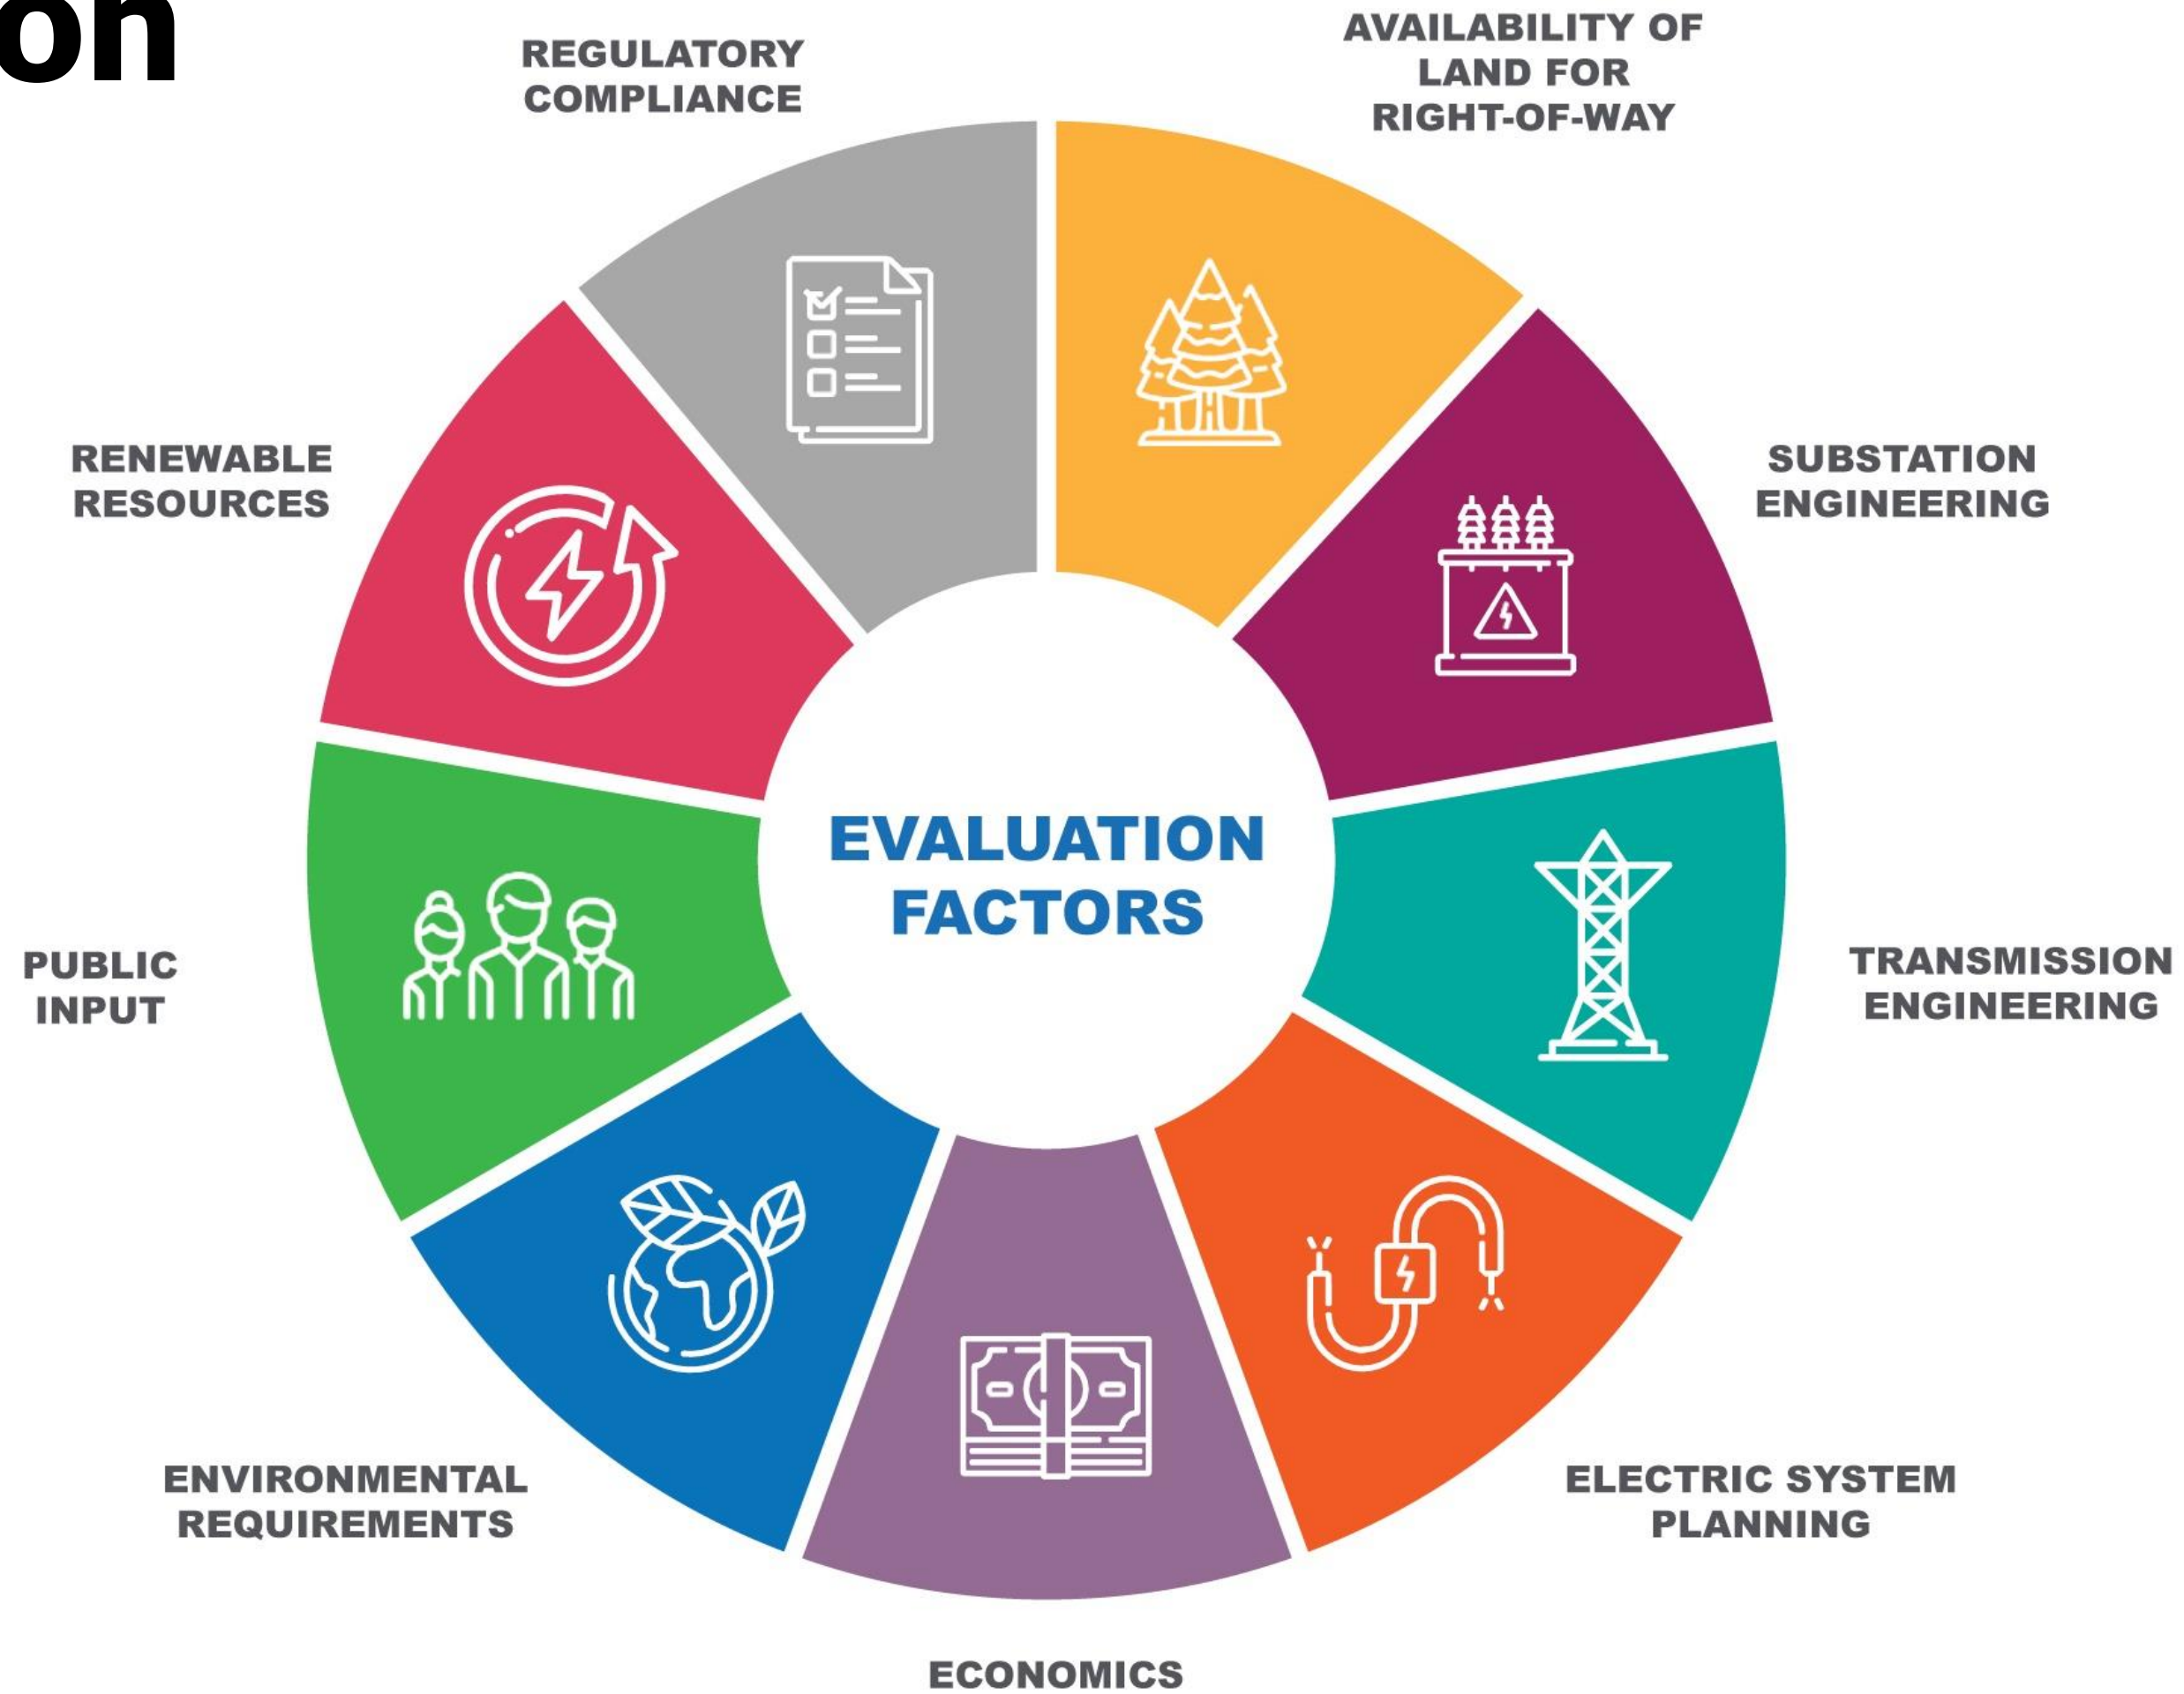 on
REGULATORY
COMPLIANCE
AVAILABILITY OF
LAND FOR
RIGHT-OF-WAY
SUBSTATION
ENGINEERING
TRANSMISSION
ENGINEERING
ELECTRIC SYSTEM
PLANNING
ECONOMICS
ENVIRONMENTAL
REQUIREMENTS
PUBLIC
INPUT
RENEWABLE
RESOURCES
EVALUATION
FACTORS